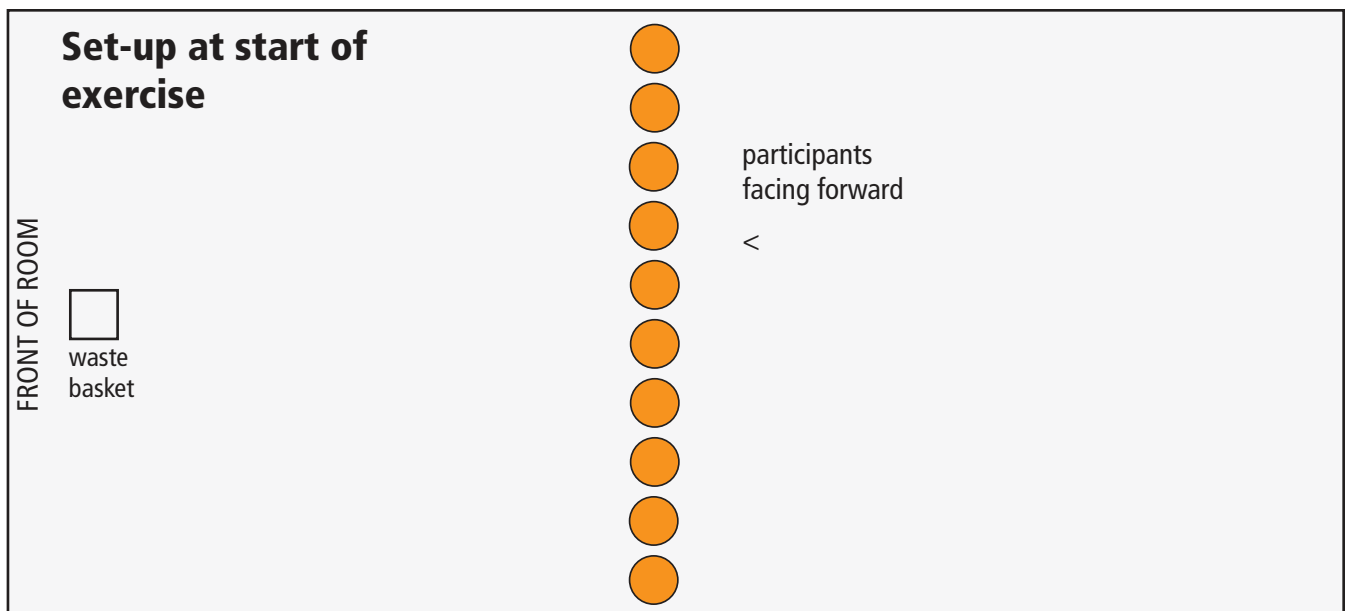 Set-up at start of
exercise
participants
facing forward
<
FRONT OF ROOM
waste
basket